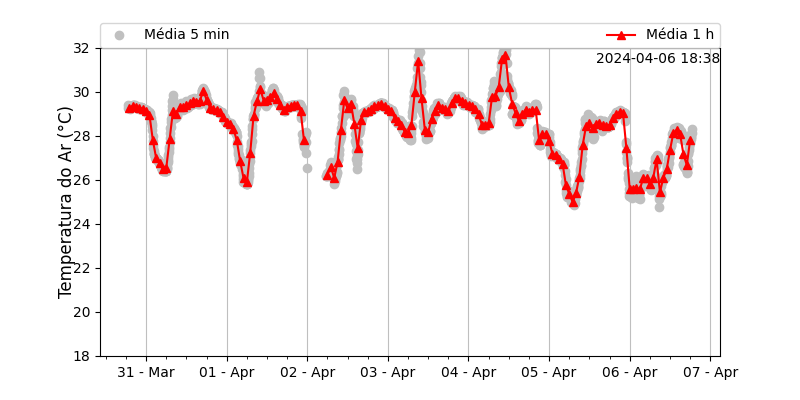 Média 5 min
Média 1 h
2024-04-06 18:38
Temperatura do Ar (°C)
32
30
28
26
24
22
20
18
31 - Mar
01 - Apr
02 - Apr
03 - Apr
04 - Apr
05 - Apr
06 - Apr
07 - Apr